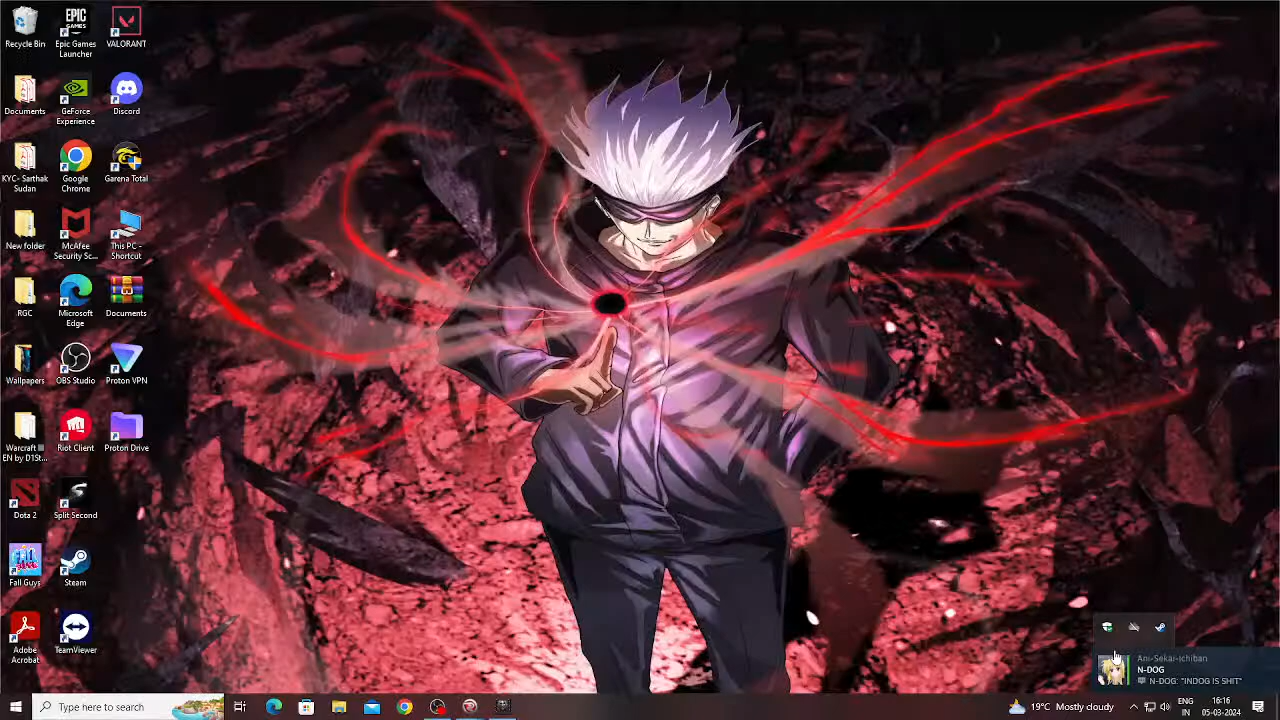 Recycle Bin
EPIC
GAMES
Epic Games
Launcher
VALORANT
Documents
GeForce
Experience
Discord
KYC- Sarthak
Sudan
Google
Chrome
Garena Total
New folder
McAfee
Security Sc...
This PC -
Shortcut
RGC
Microsoft
Edge
Documents
Wallpapers
OBS Studio
Proton VPN
Warcraft III
EN by D1St...
Riot Client
Proton Drive
Dota 2
Split Second
Fall Guys
Steam
Adobe
Acrobat
TeamViewer
Ani-Sekai-Ichiban
N-DOG
N-DOG: "INDOG IS SHIT"
Type here to search
19°C Mostly cloudy
ENG
IN
16:16
05-03-2024